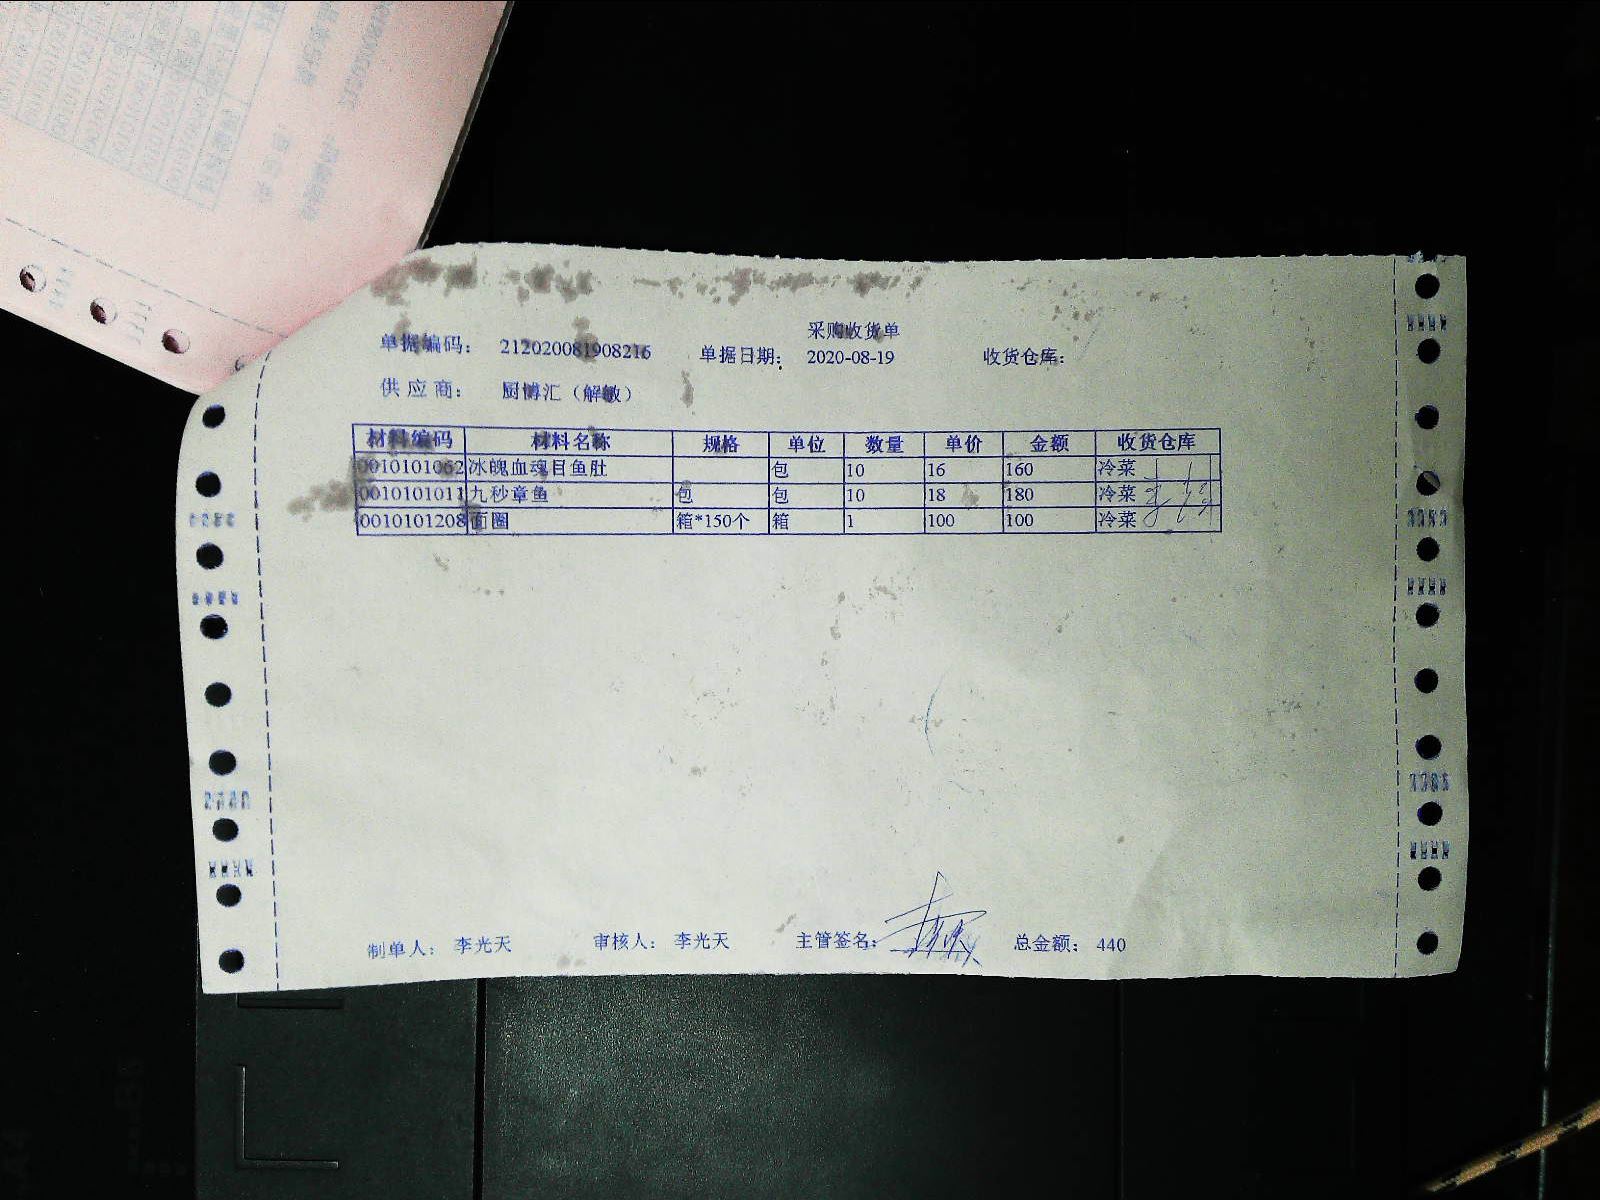 采购收货单
单据编码： 212020081908216 单据日期： 2020-08-19 收货仓库：
供应商： 厨博汇（解敏）
材料编码 材料名称 规格 单位 数量 单价 金额 收货仓库
0010101062 冰魄血魂目鱼肚 包 10 16 160 冷菜
0010101011 九秒章鱼 包 包 10 18 180 冷菜
0010101208 面圈 箱*150个 箱 1 100 100 冷菜
制单人： 李光天 审核人： 李光天 主管签名： 总金额： 440